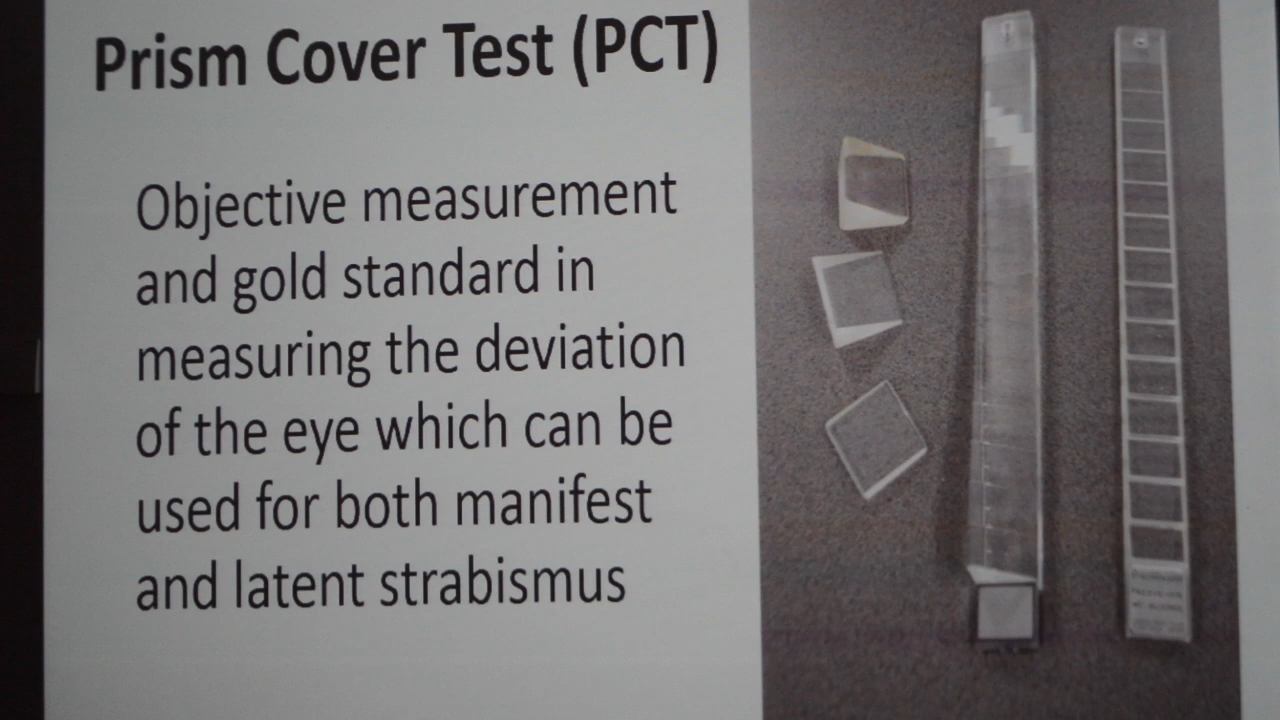 Prism Cover Test (PCT)
Objective measurement
and gold standard in
measuring the deviation
of the eye which can be
used for both manifest
and latent strabismus